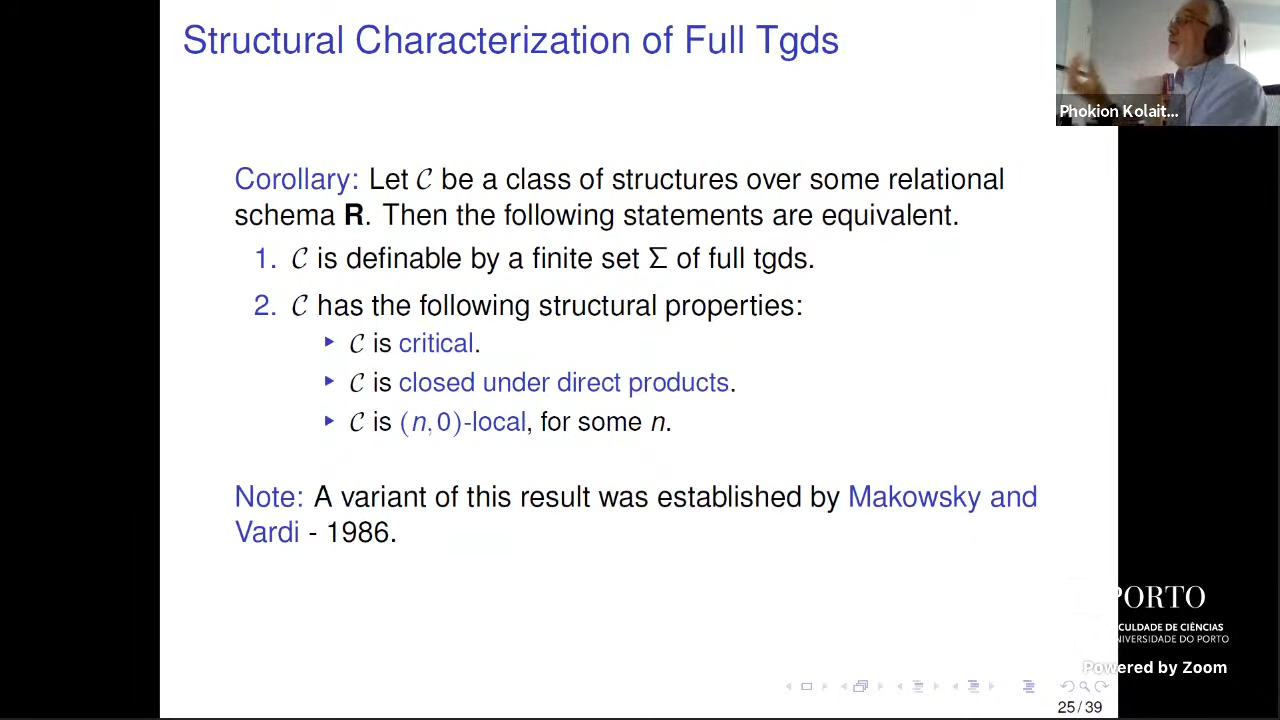 Structural Characterization of Full Tgds
Phokion Kolait...
Corollary: Let 𝒞 be a class of structures over some relational
schema R. Then the following statements are equivalent.
1. 𝒞 is definable by a finite set Σ of full tgds.
2. 𝒞 has the following structural properties:
▶ 𝒞 is critical.
▶ 𝒞 is closed under direct products.
▶ 𝒞 is (n,0)-local, for some n.
Note: A variant of this result was established by Makowsky and
Vardi - 1986.
PORTO
CULDADE DE CIÊNCIAS
NIVERSIDADE DO PORTO
Powered by Zoom
25/39